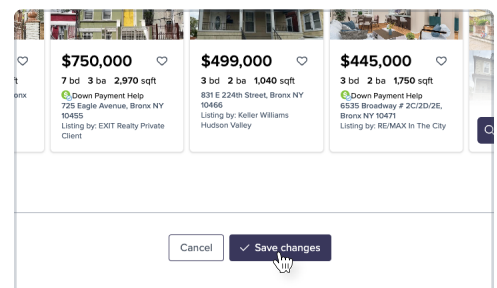 $750,000
7 bd 3 ba 2,970 sqft
Down Payment Help
725 Eagle Avenue, Bronx NY
10455
Listing by: EXIT Realty Private
Client
$499,000
3 bd 2 ba 1,040 sqft
831 E 224th Street, Bronx NY
10466
Listing by: Keller Williams
Hudson Valley
$445,000
3 bd 2 ba 1,750 sqft
Down Payment Help
6535 Broadway # 2C/2D/2E,
Bronx NY 10471
Listing by: RE/MAX In The City
Cancel
Save changes